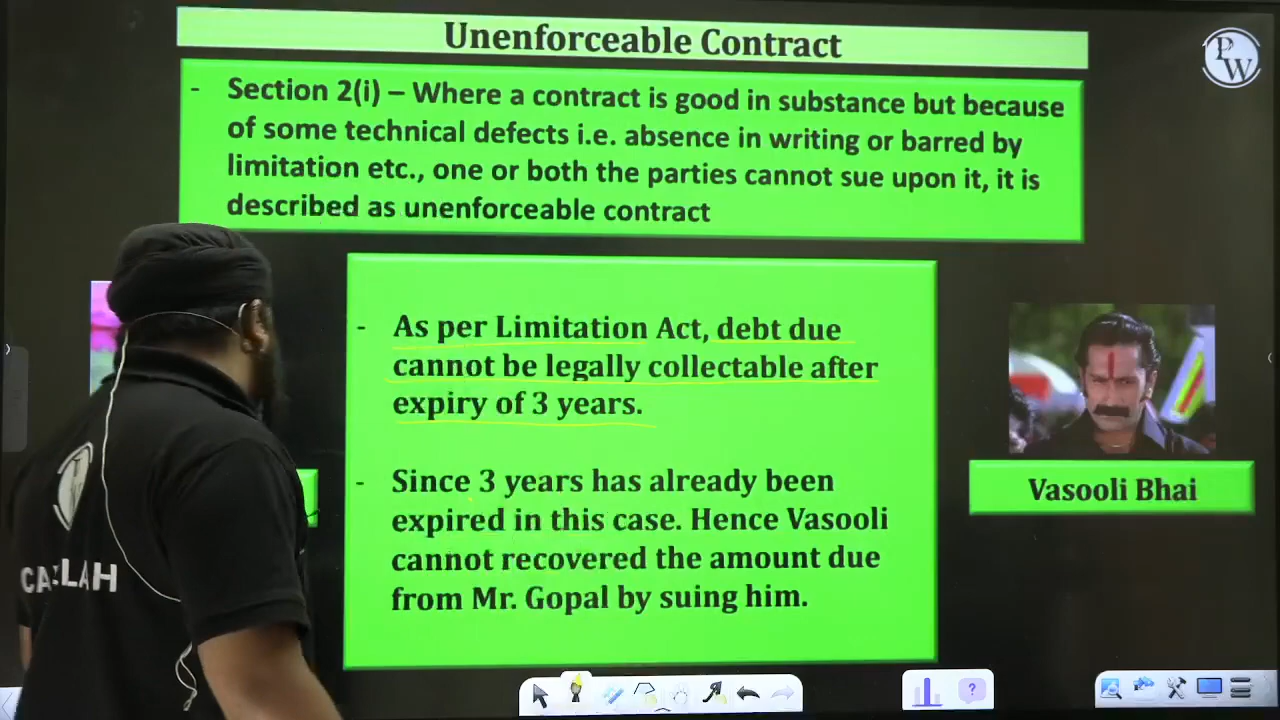 Unenforceable Contract
PW
- Section 2(i) – Where a contract is good in substance but because
of some technical defects i.e. absence in writing or barred by
limitation etc., one or both the parties cannot sue upon it, it is
described as unenforceable contract
- As per Limitation Act, debt due
cannot be legally collectable after
expiry of 3 years.
- Since 3 years has already been
expired in this case. Hence Vasooli
cannot recovered the amount due
from Mr. Gopal by suing him.
Vasooli Bhai